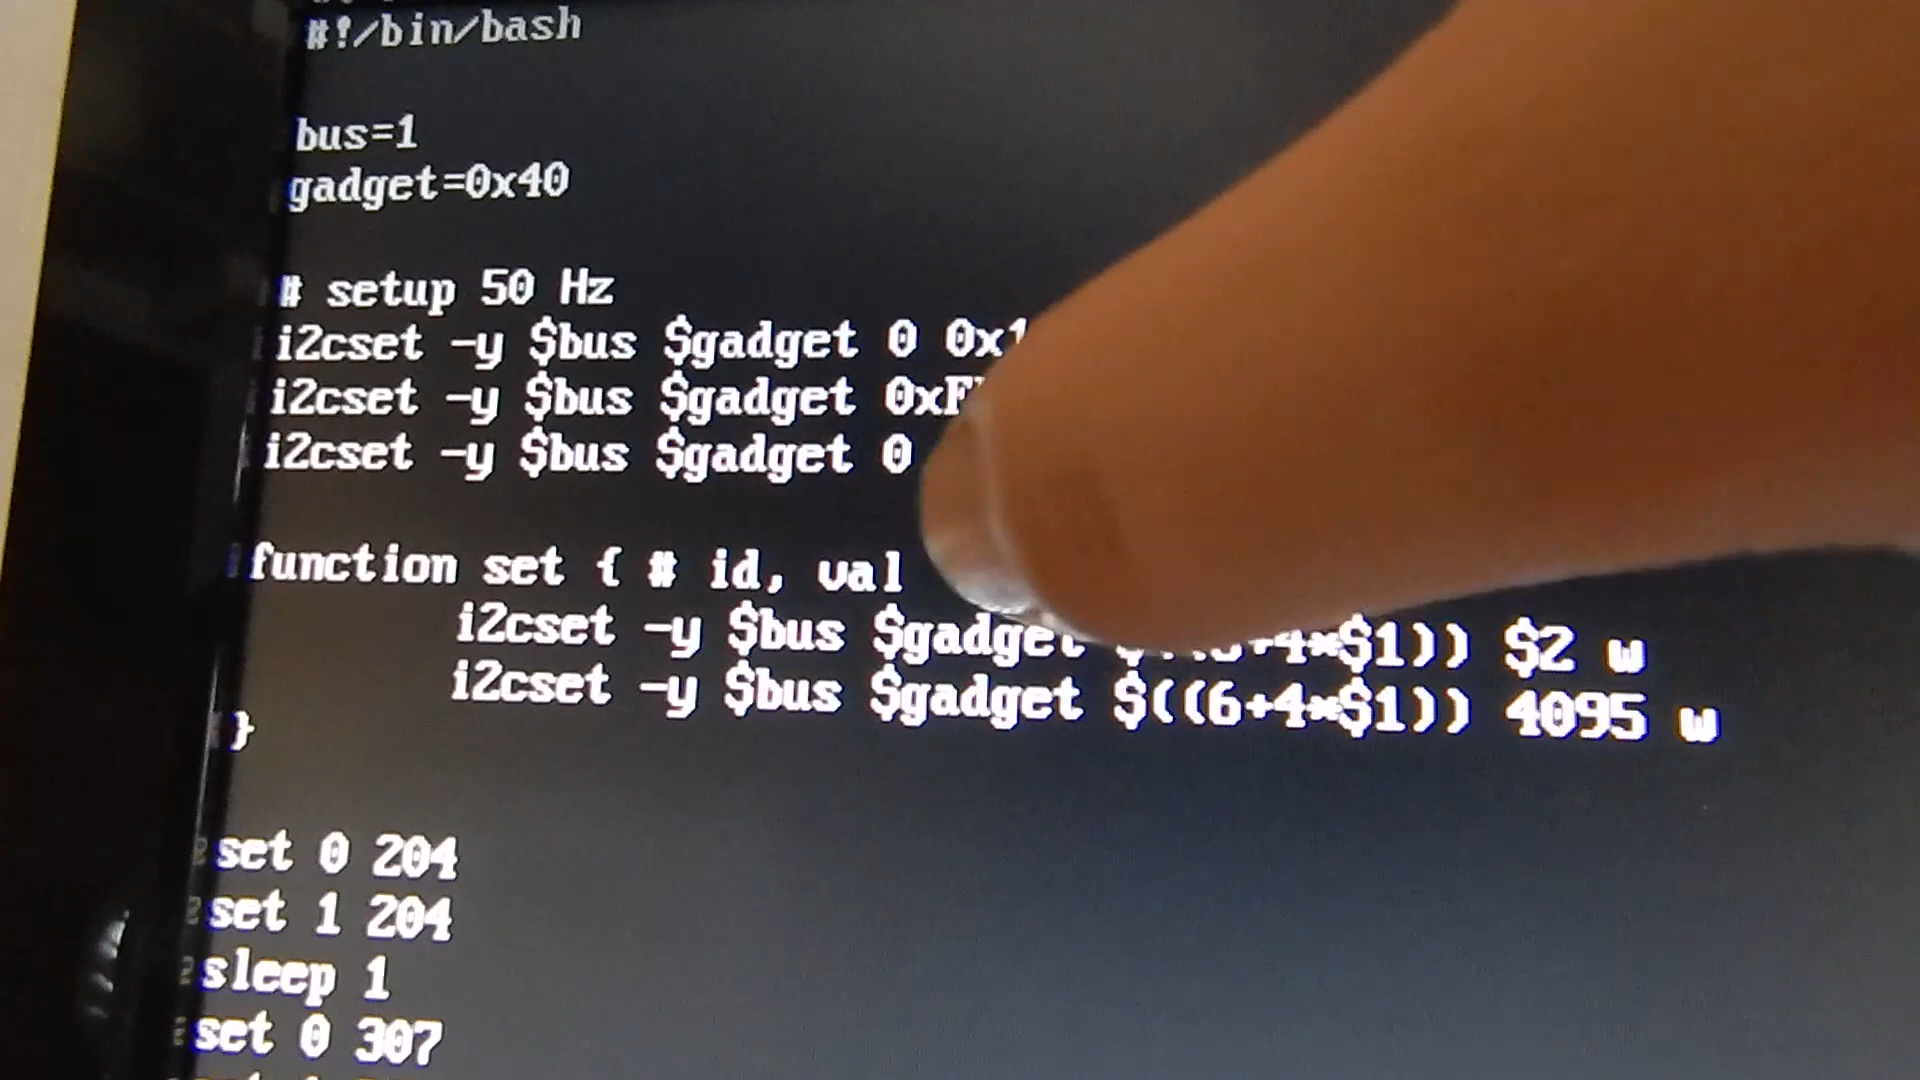 #!/bin/bash
bus=1
gadget=0x40
# setup 50 Hz
i2cset -y $bus $gadget 0
i2cset -y $bus $gadget
i2cset -y $bus $gadget 0
function set { # id, val
i2cset -y $bus $gadget $2 w
i2cset -y $bus $gadget $((6+4*$1)) 4095 w
}
set 0 204
set 1 204
sleep 1
set 0 307